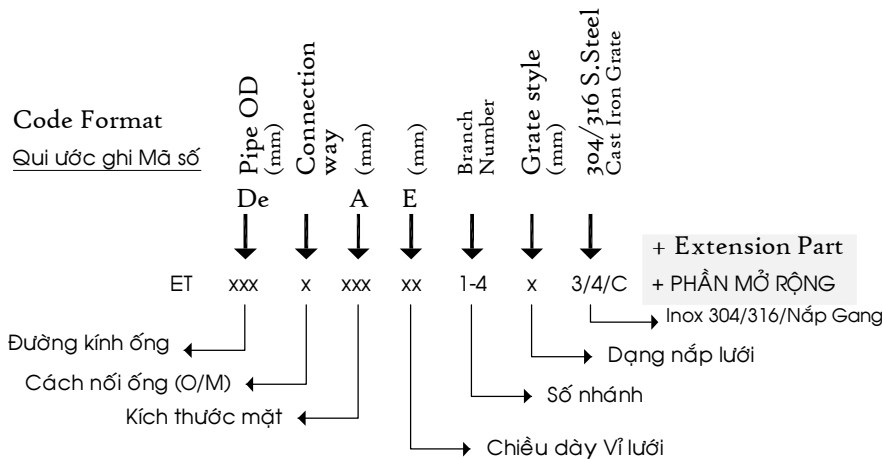 Code Format
Qui ước ghi Mã số
Pipe OD
(mm)
De
Connection
way
(mm)
A
(mm)
E
Branch
Number
Grate style
(mm)
304/316 S.Steel
Cast Iron Grate
+ Extension Part
+ PHẦN MỞ RỘNG
ET xxx x xxx xx 1-4 x 3/4/C
Inox 304/316/Nắp Gang
Đường kính ống
Dạng nắp lưới
Cách nối ống (O/M)
Số nhánh
Kích thước mặt
Chiều dày Vỉ lưới